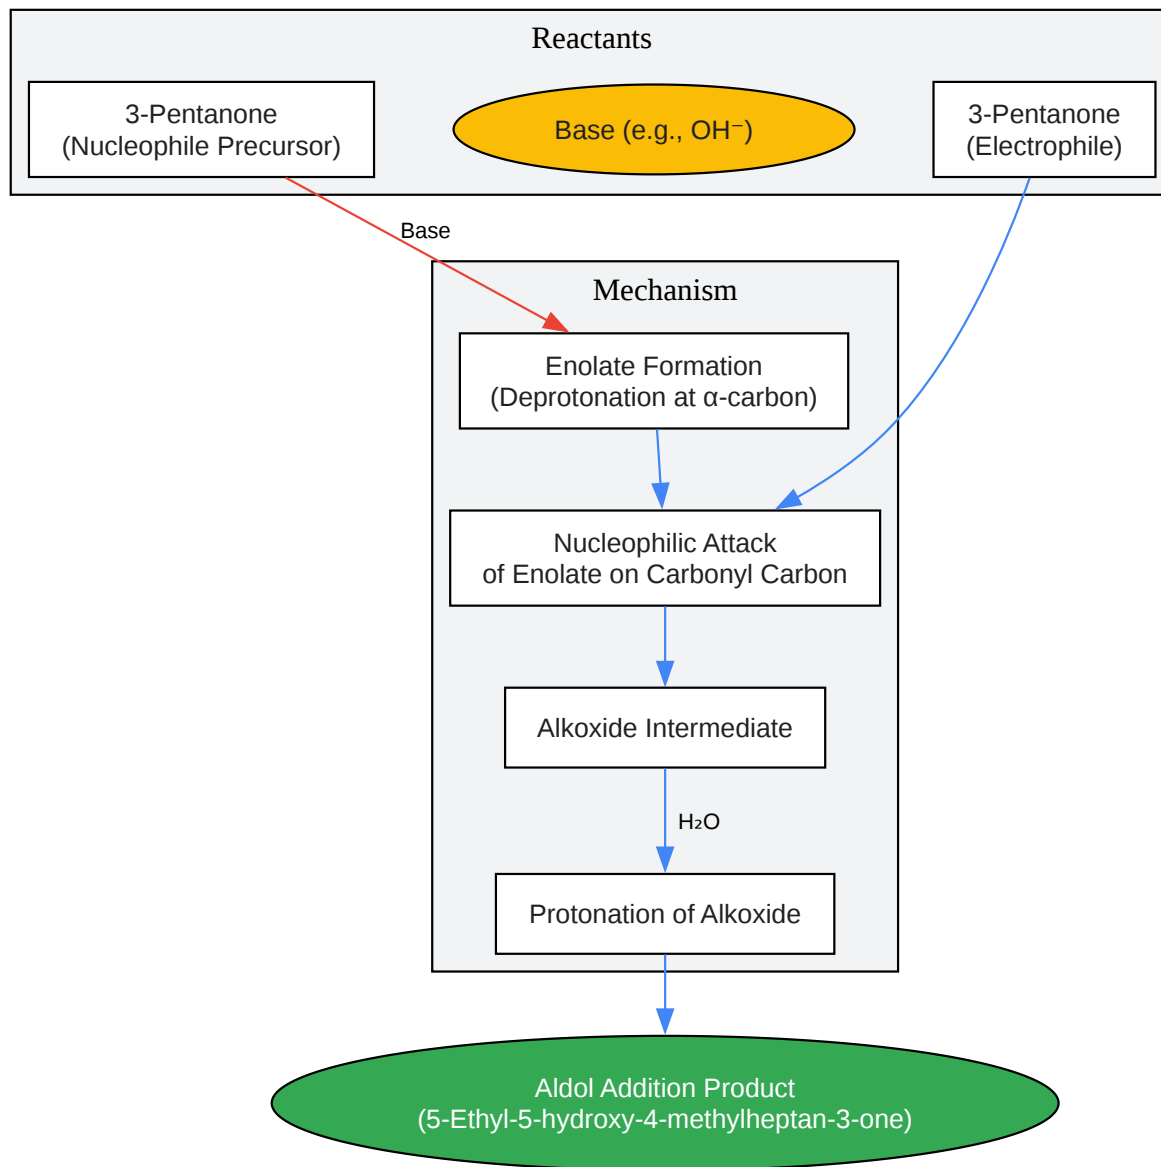 Reactants
3-Pentanone
(Nucleophile Precursor)
Base (e.g., OH⁻)
3-Pentanone
(Electrophile)
Base
Mechanism
Enolate Formation
(Deprotonation at α-carbon)
Nucleophilic Attack
of Enolate on Carbonyl Carbon
Alkoxide Intermediate
H₂O
Protonation of Alkoxide
Aldol Addition Product
(5-Ethyl-5-hydroxy-4-methylheptan-3-one)